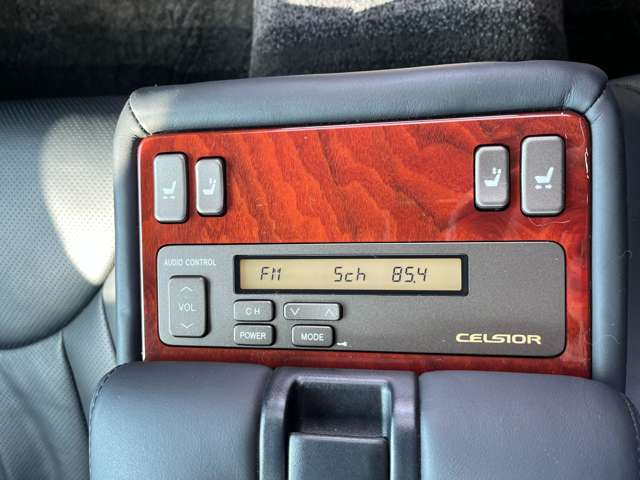 AUDIO CONTROL
VOL
FM 5ch 85.4
CH
POWER
MODE
CELSIOR